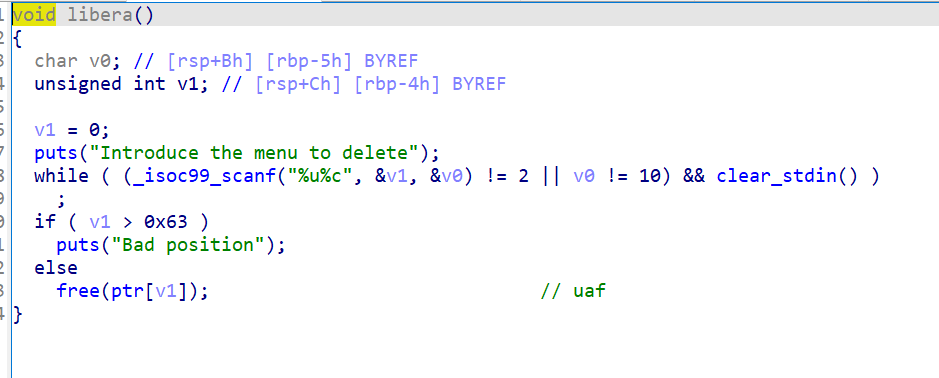 1 void libera()
2 {
3 char v0; // [rsp+Bh] [rbp-5h] BYREF
4 unsigned int v1; // [rsp+Ch] [rbp-4h] BYREF
5
6 v1 = 0;
7 puts("Introduce the menu to delete");
8 while ( (_isoc99_scanf("%u%c", &v1, &v0) != 2 || v0 != 10) && clear_stdin() )
9 ;
0 if ( v1 > 0x63 )
1 puts("Bad position");
2 else
3 free(ptr[v1]); // uaf
4 }